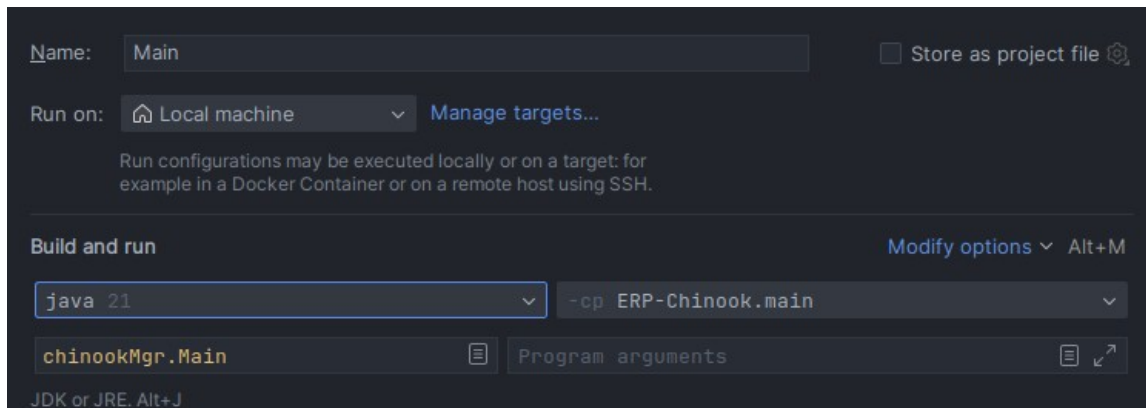 Name: Main Store as project file
Run on: Local machine Manage targets...
Run configurations may be executed locally or on a target: for
example in a Docker Container or on a remote host using SSH.
Build and run Modify options Alt+M
java 21 -cp ERP-Chinook.main
chinookMgr.Main Program arguments
JDK or JRE. Alt+J